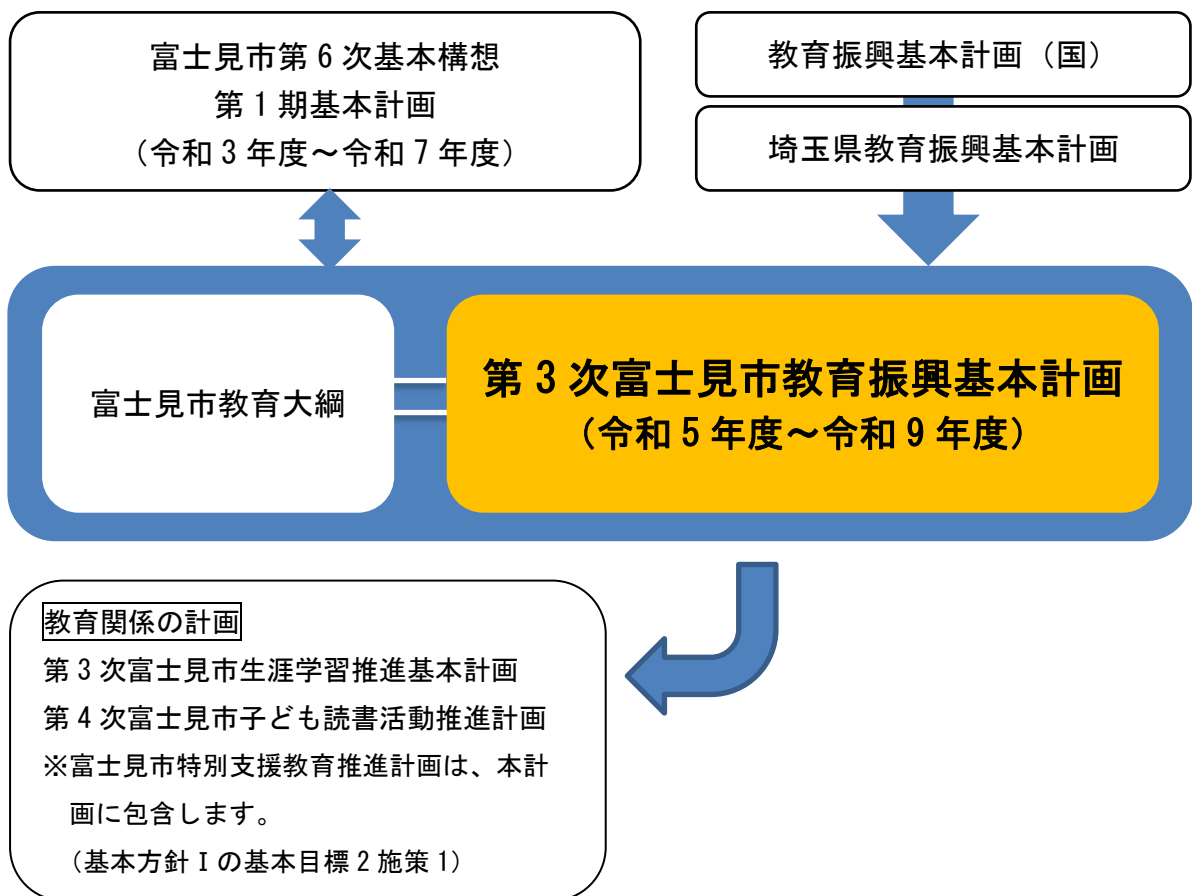 富士見市第６次基本構想
第１期基本計画
（令和３年度～令和７年度）
教育振興基本計画（国）
埼玉県教育振興基本計画
富士見市教育大綱
第３次富士見市教育振興基本計画
（令和５年度～令和９年度）
教育関係の計画
第３次富士見市生涯学習推進基本計画
第４次富士見市子ども読書活動推進計画
※富士見市特別支援教育推進計画は、本計
画に包含します。
（基本方針Ⅰの基本目標２施策１）